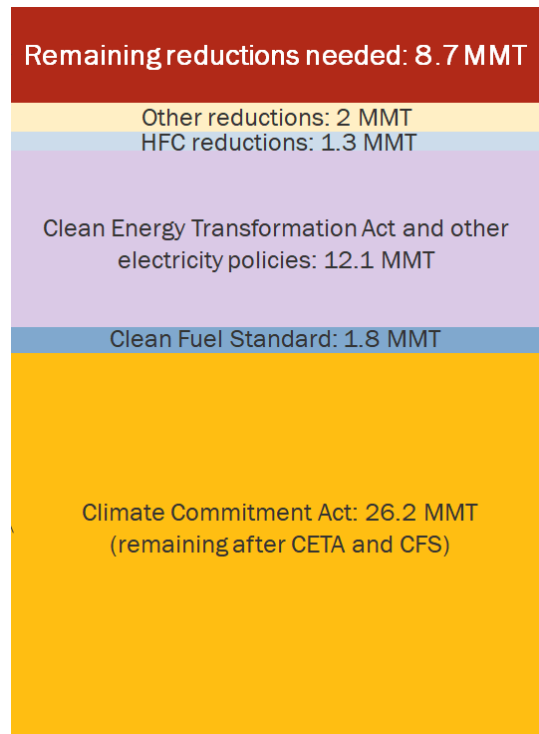 Remaining reductions needed: 8.7 MMT
Other reductions: 2 MMT
HFC reductions: 1.3 MMT
Clean Energy Transformation Act and other
electricity policies: 12.1 MMT
Clean Fuel Standard: 1.8 MMT
Climate Commitment Act: 26.2 MMT
(remaining after CETA and CFS)